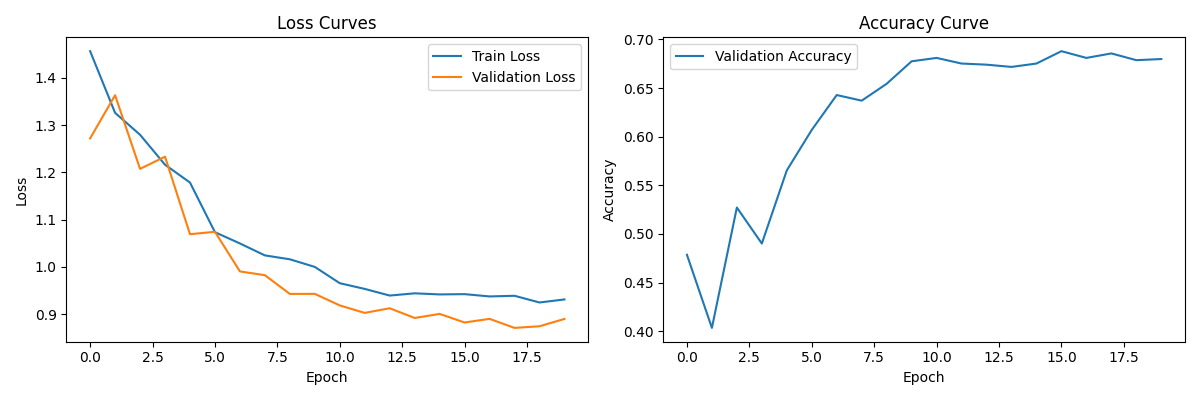 Loss Curves
Train Loss
Validation Loss
1.4
1.3
1.2
1.1
1.0
0.9
Loss
0.0 2.5 5.0 7.5 10.0 12.5 15.0 17.5
Epoch
Accuracy Curve
Validation Accuracy
0.70
0.65
0.60
0.55
0.50
0.45
0.40
Accuracy
0.0 2.5 5.0 7.5 10.0 12.5 15.0 17.5
Epoch